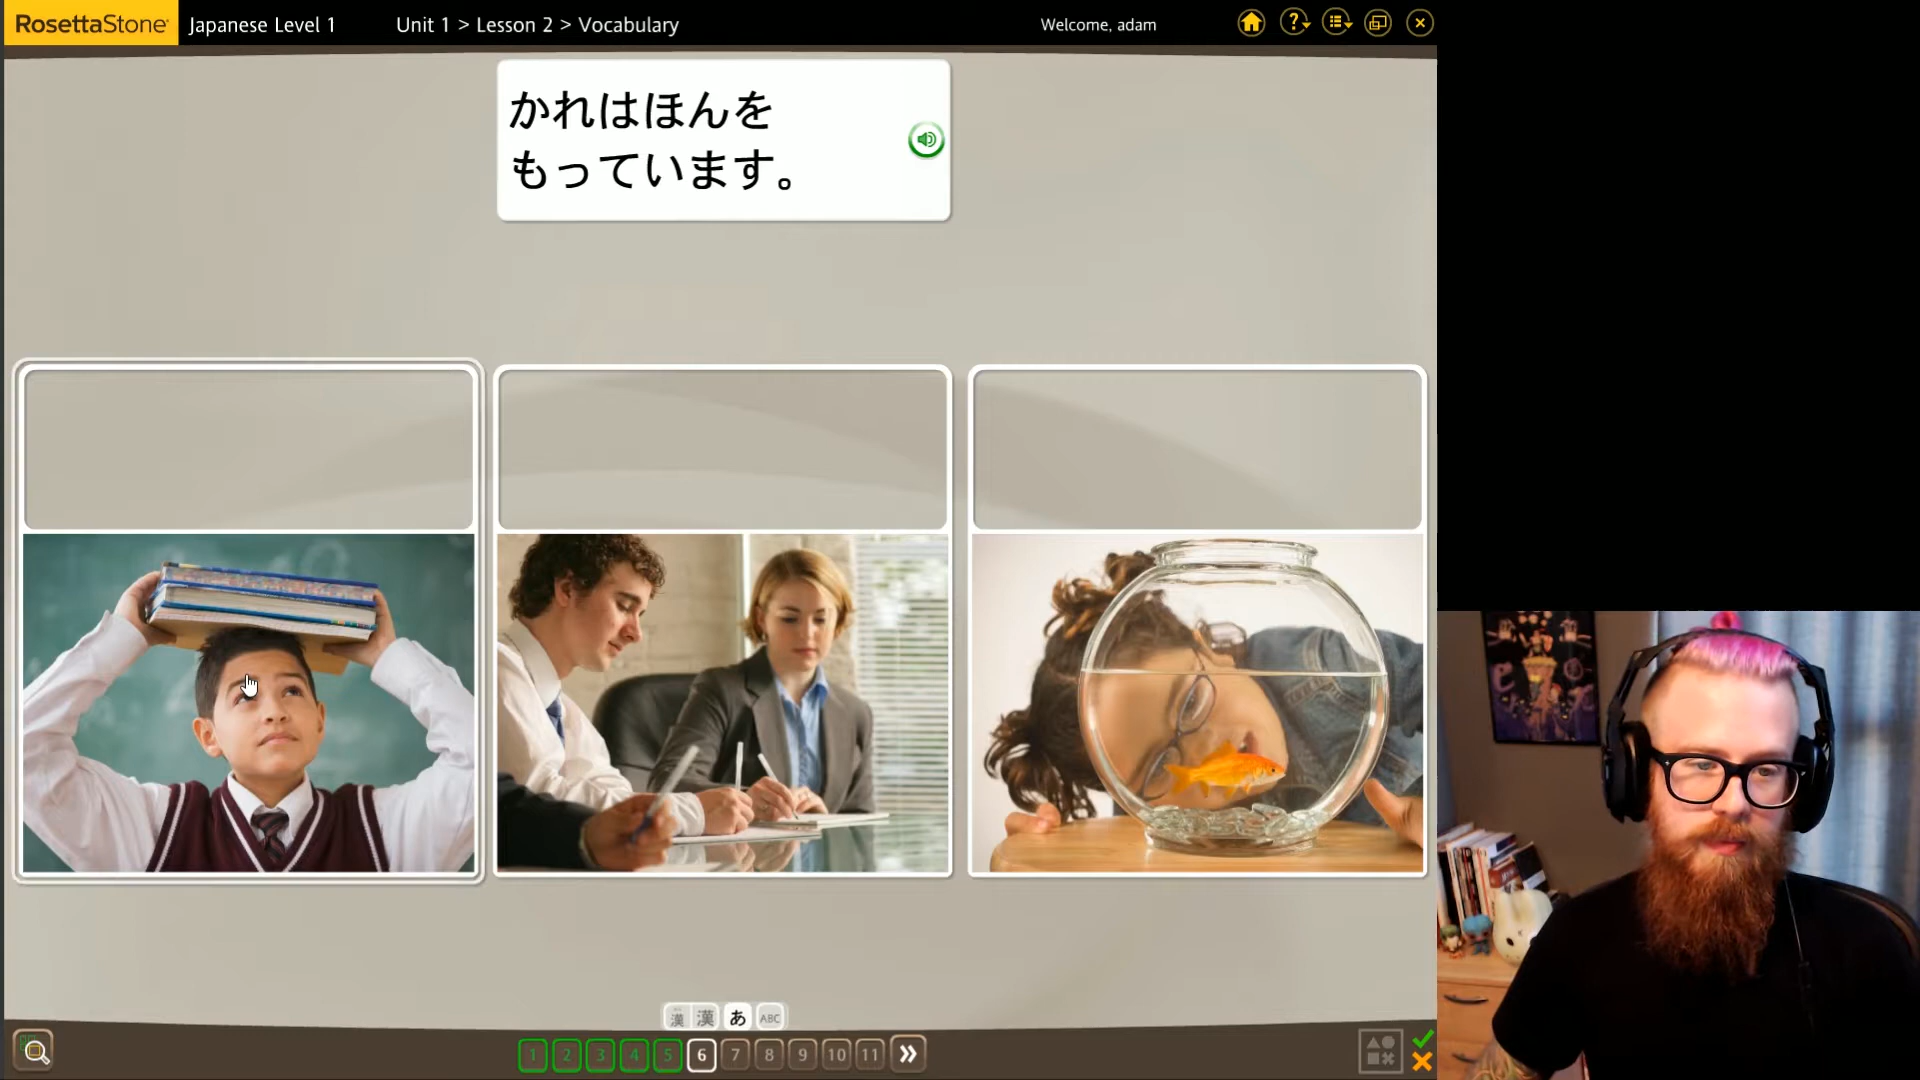 RosettaStone
Japanese Level 1
Unit 1 > Lesson 2 > Vocabulary
Welcome, adam
かれはほんを
もっています。
漢 漢 あ ABC
1 2 3 4 5 6 7 8 9 10 11